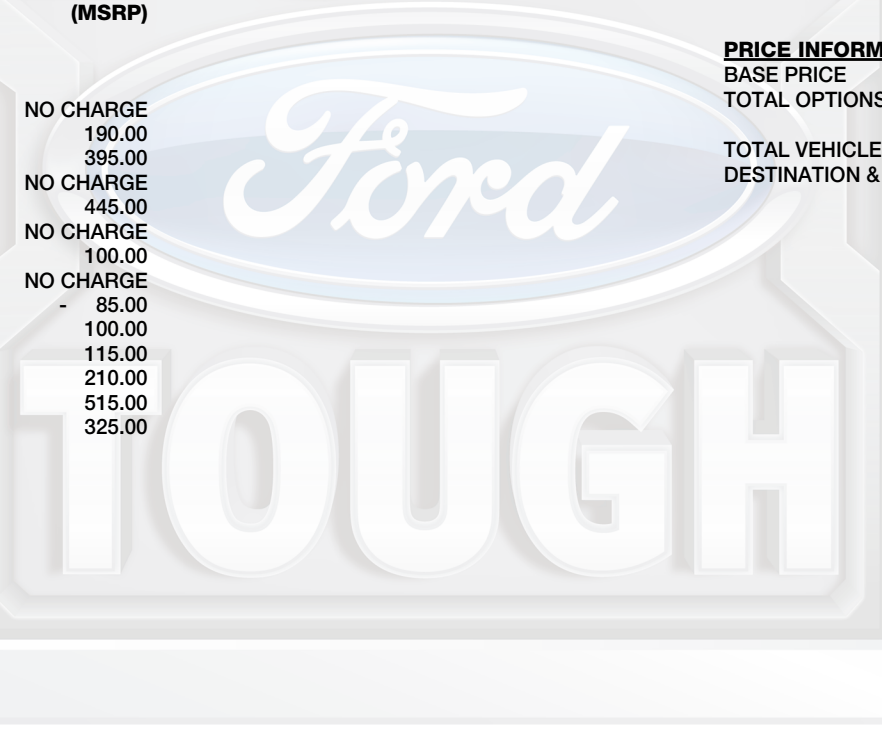 (MSRP)
NO CHARGE
190.00
395.00
NO CHARGE
445.00
NO CHARGE
100.00
NO CHARGE
- 85.00
100.00
115.00
210.00
515.00
325.00
PRICE INFORM
BASE PRICE
TOTAL OPTIONS
TOTAL VEHICLE
DESTINATION &
Ford
TOUGH